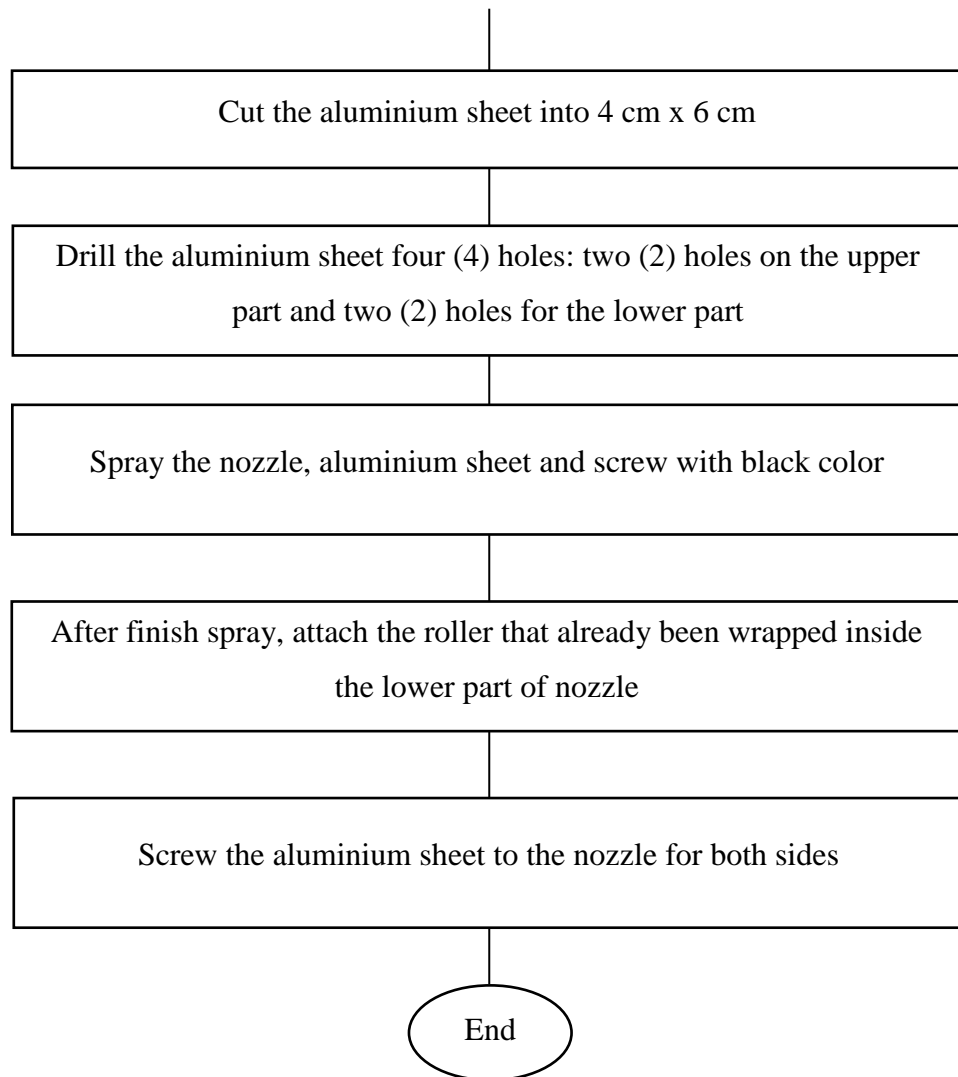 Cut the aluminium sheet into 4 cm x 6 cm
Drill the aluminium sheet four (4) holes: two (2) holes on the upper
part and two (2) holes for the lower part
Spray the nozzle, aluminium sheet and screw with black color
After finish spray, attach the roller that already been wrapped inside
the lower part of nozzle
Screw the aluminium sheet to the nozzle for both sides
End